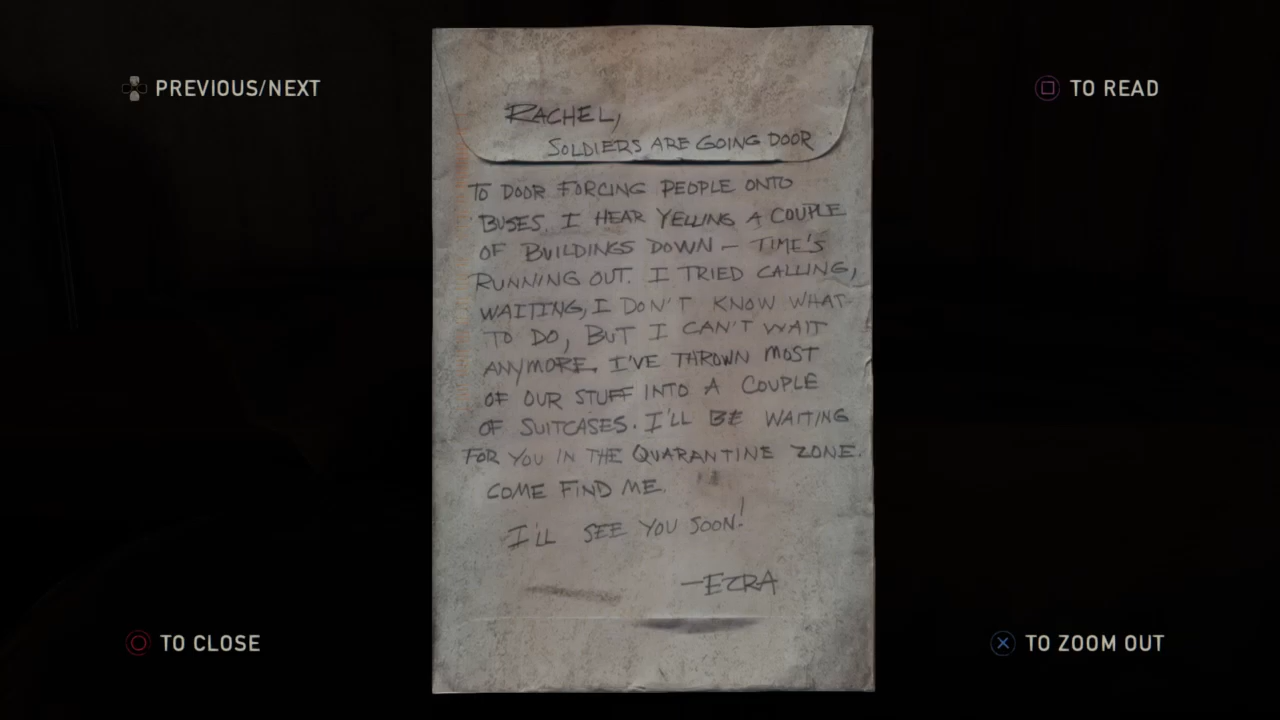 PREVIOUS/NEXT
TO READ
RACHEL,
SOLDIERS ARE GOING DOOR
TO DOOR FORCING PEOPLE ONTO
BUSES. I HEAR YELLING A COUPLE
OF BUILDINGS DOWN – TIME'S
RUNNING OUT. I TRIED CALLING,
WAITING, I DON'T KNOW WHAT
TO DO, BUT I CAN'T WAIT
ANYMORE. I'VE THROWN MOST
OF OUR STUFF INTO A COUPLE
OF SUITCASES. I'LL BE WAITING
FOR YOU IN THE QUARANTINE ZONE.
COME FIND ME.
I'LL SEE YOU SOON!
–EZRA
TO CLOSE
TO ZOOM OUT